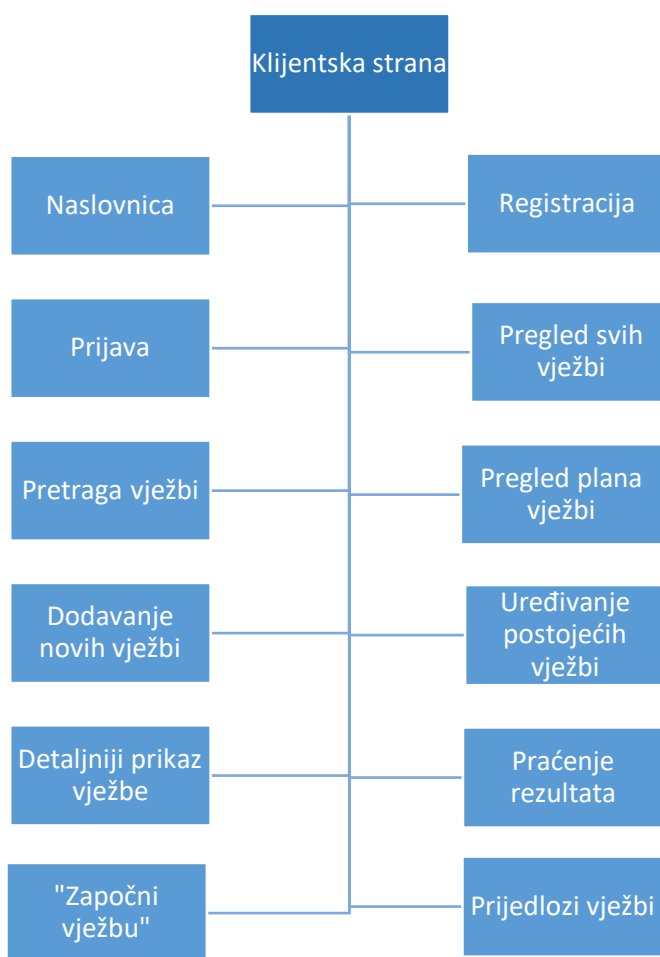 Klijentska strana
Naslovnica
Registracija
Prijava
Pregled svih
vježbi
Pretraga vježbi
Pregled plana
vježbi
Dodavanje
novih vježbi
Uređivanje
postojećih
vježbi
Detaljniji prikaz
vježbe
Praćenje
rezultata
"Započni
vježbu"
Prijedlozi vježbi